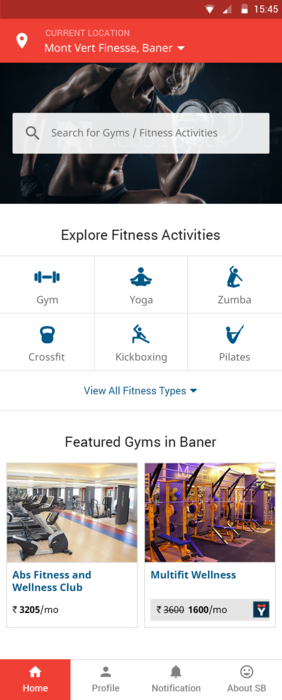 15:45
CURRENT LOCATION
Mont Vert Finesse, Baner
Search for Gyms / Fitness Activities
Explore Fitness Activities
Gym Yoga Zumba
Crossfit Kickboxing Pilates
View All Fitness Types
Featured Gyms in Baner
Abs Fitness and
Wellness Club
₹ 3205/mo
Multifit Wellness
₹ 3600 1600/mo
Y
Home Profile Notification About SB